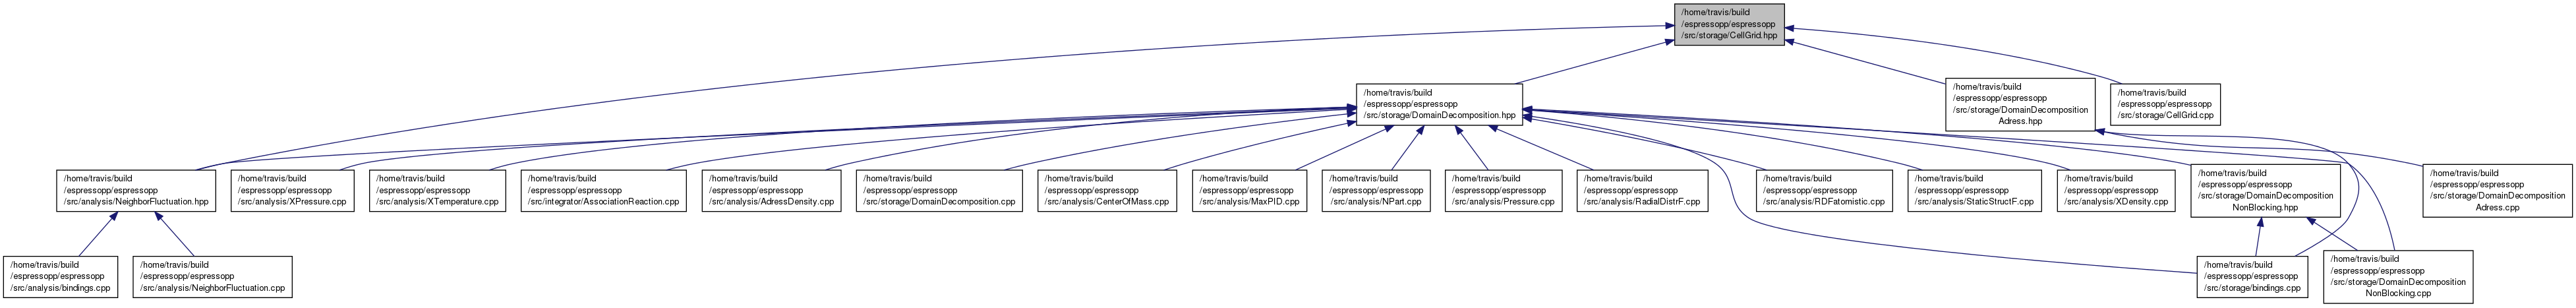 /home/travis/build
/espressopp/espressopp
/src/storage/CellGrid.hpp
/home/travis/build
/espressopp/espressopp
/src/storage/DomainDecomposition.hpp
/home/travis/build
/espressopp/espressopp
/src/storage/DomainDecomposition
Adress.hpp
/home/travis/build
/espressopp/espressopp
/src/storage/CellGrid.cpp
/home/travis/build
/espressopp/espressopp
/src/analysis/NeighborFluctuation.hpp
/home/travis/build
/espressopp/espressopp
/src/analysis/XPressure.cpp
/home/travis/build
/espressopp/espressopp
/src/analysis/XTemperature.cpp
/home/travis/build
/espressopp/espressopp
/src/integrator/AssociationReaction.cpp
/home/travis/build
/espressopp/espressopp
/src/analysis/AdressDensity.cpp
/home/travis/build
/espressopp/espressopp
/src/storage/DomainDecomposition.cpp
/home/travis/build
/espressopp/espressopp
/src/analysis/CenterOfMass.cpp
/home/travis/build
/espressopp/espressopp
/src/analysis/MaxPID.cpp
/home/travis/build
/espressopp/espressopp
/src/analysis/NPart.cpp
/home/travis/build
/espressopp/espressopp
/src/analysis/Pressure.cpp
/home/travis/build
/espressopp/espressopp
/src/analysis/RadialDistrF.cpp
/home/travis/build
/espressopp/espressopp
/src/analysis/RDFatomistic.cpp
/home/travis/build
/espressopp/espressopp
/src/analysis/StaticStructF.cpp
/home/travis/build
/espressopp/espressopp
/src/analysis/XDensity.cpp
/home/travis/build
/espressopp/espressopp
/src/storage/DomainDecomposition
NonBlocking.hpp
/home/travis/build
/espressopp/espressopp
/src/storage/DomainDecomposition
Adress.cpp
/home/travis/build
/espressopp/espressopp
/src/analysis/bindings.cpp
/home/travis/build
/espressopp/espressopp
/src/analysis/NeighborFluctuation.cpp
/home/travis/build
/espressopp/espressopp
/src/storage/bindings.cpp
/home/travis/build
/espressopp/espressopp
/src/storage/DomainDecomposition
NonBlocking.cpp